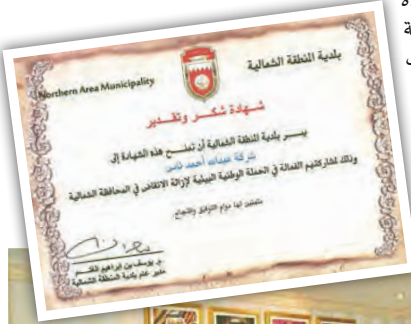 ة
ة
Northern Area Municipality
بلدية المنطقة الشمالية
شهادة شكر وتقدير
يسر بلدية المنطقة الشمالية أن تمنح هذه الشهادة إلى
شركة عبدالله أحمد ناس
وذلك لمشاركتهم الفعالة في الحملة الوطنية البيئية لإزالة الأنقاض في المحافظة الشمالية
متمنين لها دوام التوفيق والنجاح
د. يوسف بن إبراهيم الغتم
مدير عام بلدية المنطقة الشمالية